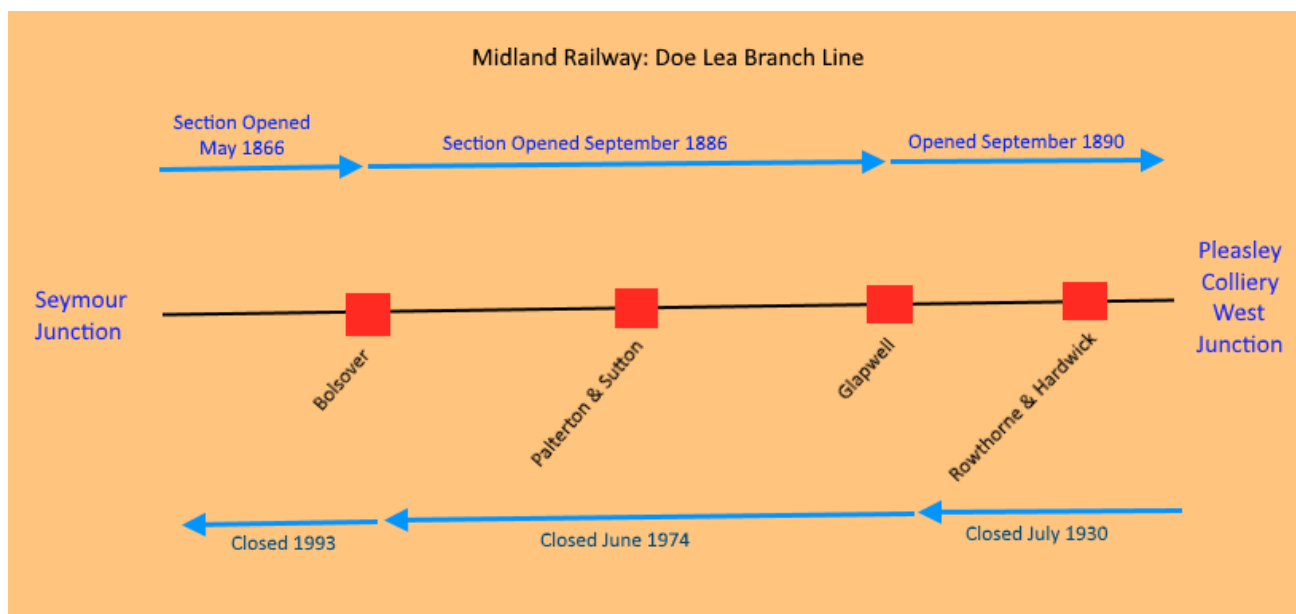 Midland Railway: Doe Lea Branch Line
Section Opened
May 1866
Section Opened September 1886
Opened September 1890
Seymour
Junction
Pleasley
Colliery
West
Junction
Bolsover
Palterton & Sutton
Glapwell
Rowthorne & Hardwick
Closed 1993
Closed June 1974
Closed July 1930